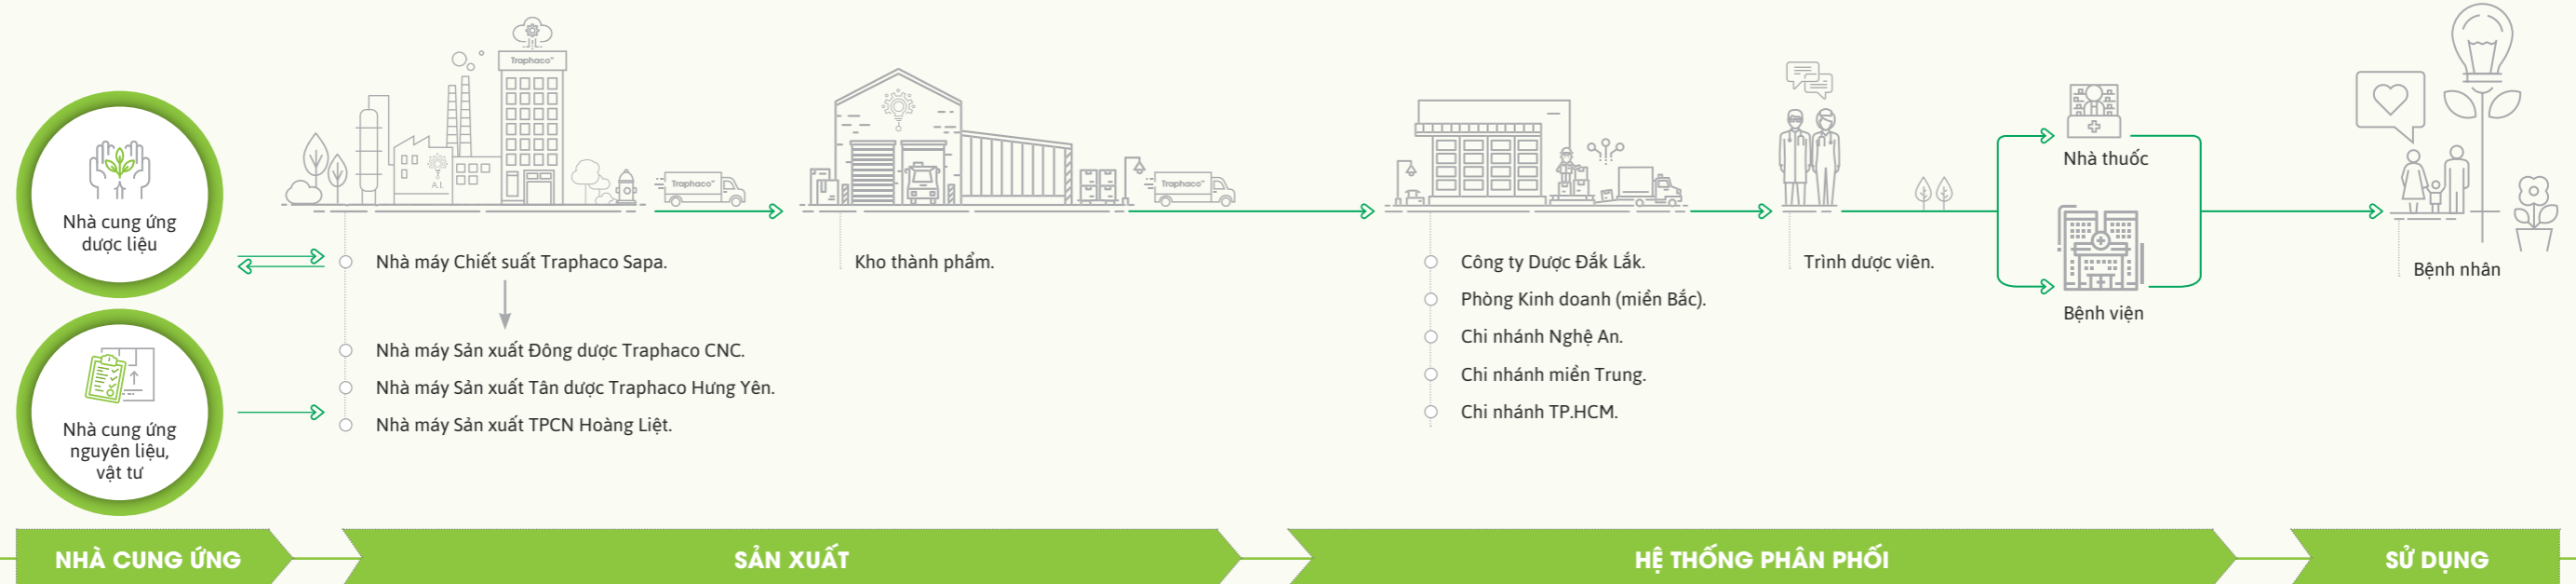 Traphaco™
A.I.
Traphaco™
Traphaco™
Nhà cung ứng
dược liệu
Nhà cung ứng
nguyên liệu,
vật tư
Nhà máy Chiết suất Traphaco Sapa.
Nhà máy Sản xuất Đông dược Traphaco CNC.
Nhà máy Sản xuất Tân dược Traphaco Hưng Yên.
Nhà máy Sản xuất TPCN Hoàng Liệt.
Kho thành phẩm.
Công ty Dược Đắk Lắk.
Phòng Kinh doanh (miền Bắc).
Chi nhánh Nghệ An.
Chi nhánh miền Trung.
Chi nhánh TP.HCM.
Trình dược viên.
Nhà thuốc
Bệnh viện
Bệnh nhân
NHÀ CUNG ỨNG
SẢN XUẤT
HỆ THỐNG PHÂN PHỐI
SỬ DỤNG